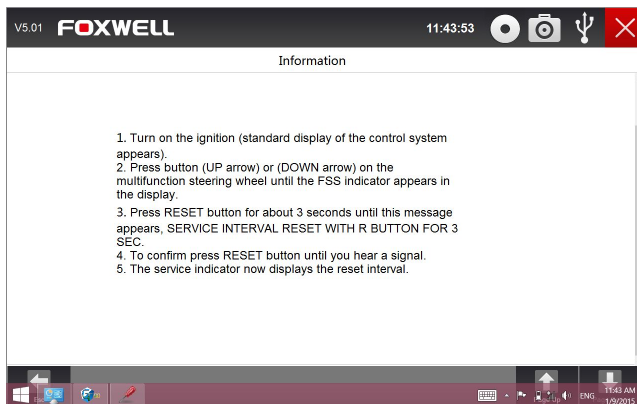 V5.01 FOXWELL 11:43:53
Information
1. Turn on the ignition (standard display of the control system
appears).
2. Press button (UP arrow) or (DOWN arrow) on the
multifunction steering wheel until the FSS indicator appears in
the display.
3. Press RESET button for about 3 seconds until this message
appears, SERVICE INTERVAL RESET WITH R BUTTON FOR 3
SEC.
4. To confirm press RESET button until you hear a signal.
5. The service indicator now displays the reset interval.
ENG
11:43 AM
1/9/2015